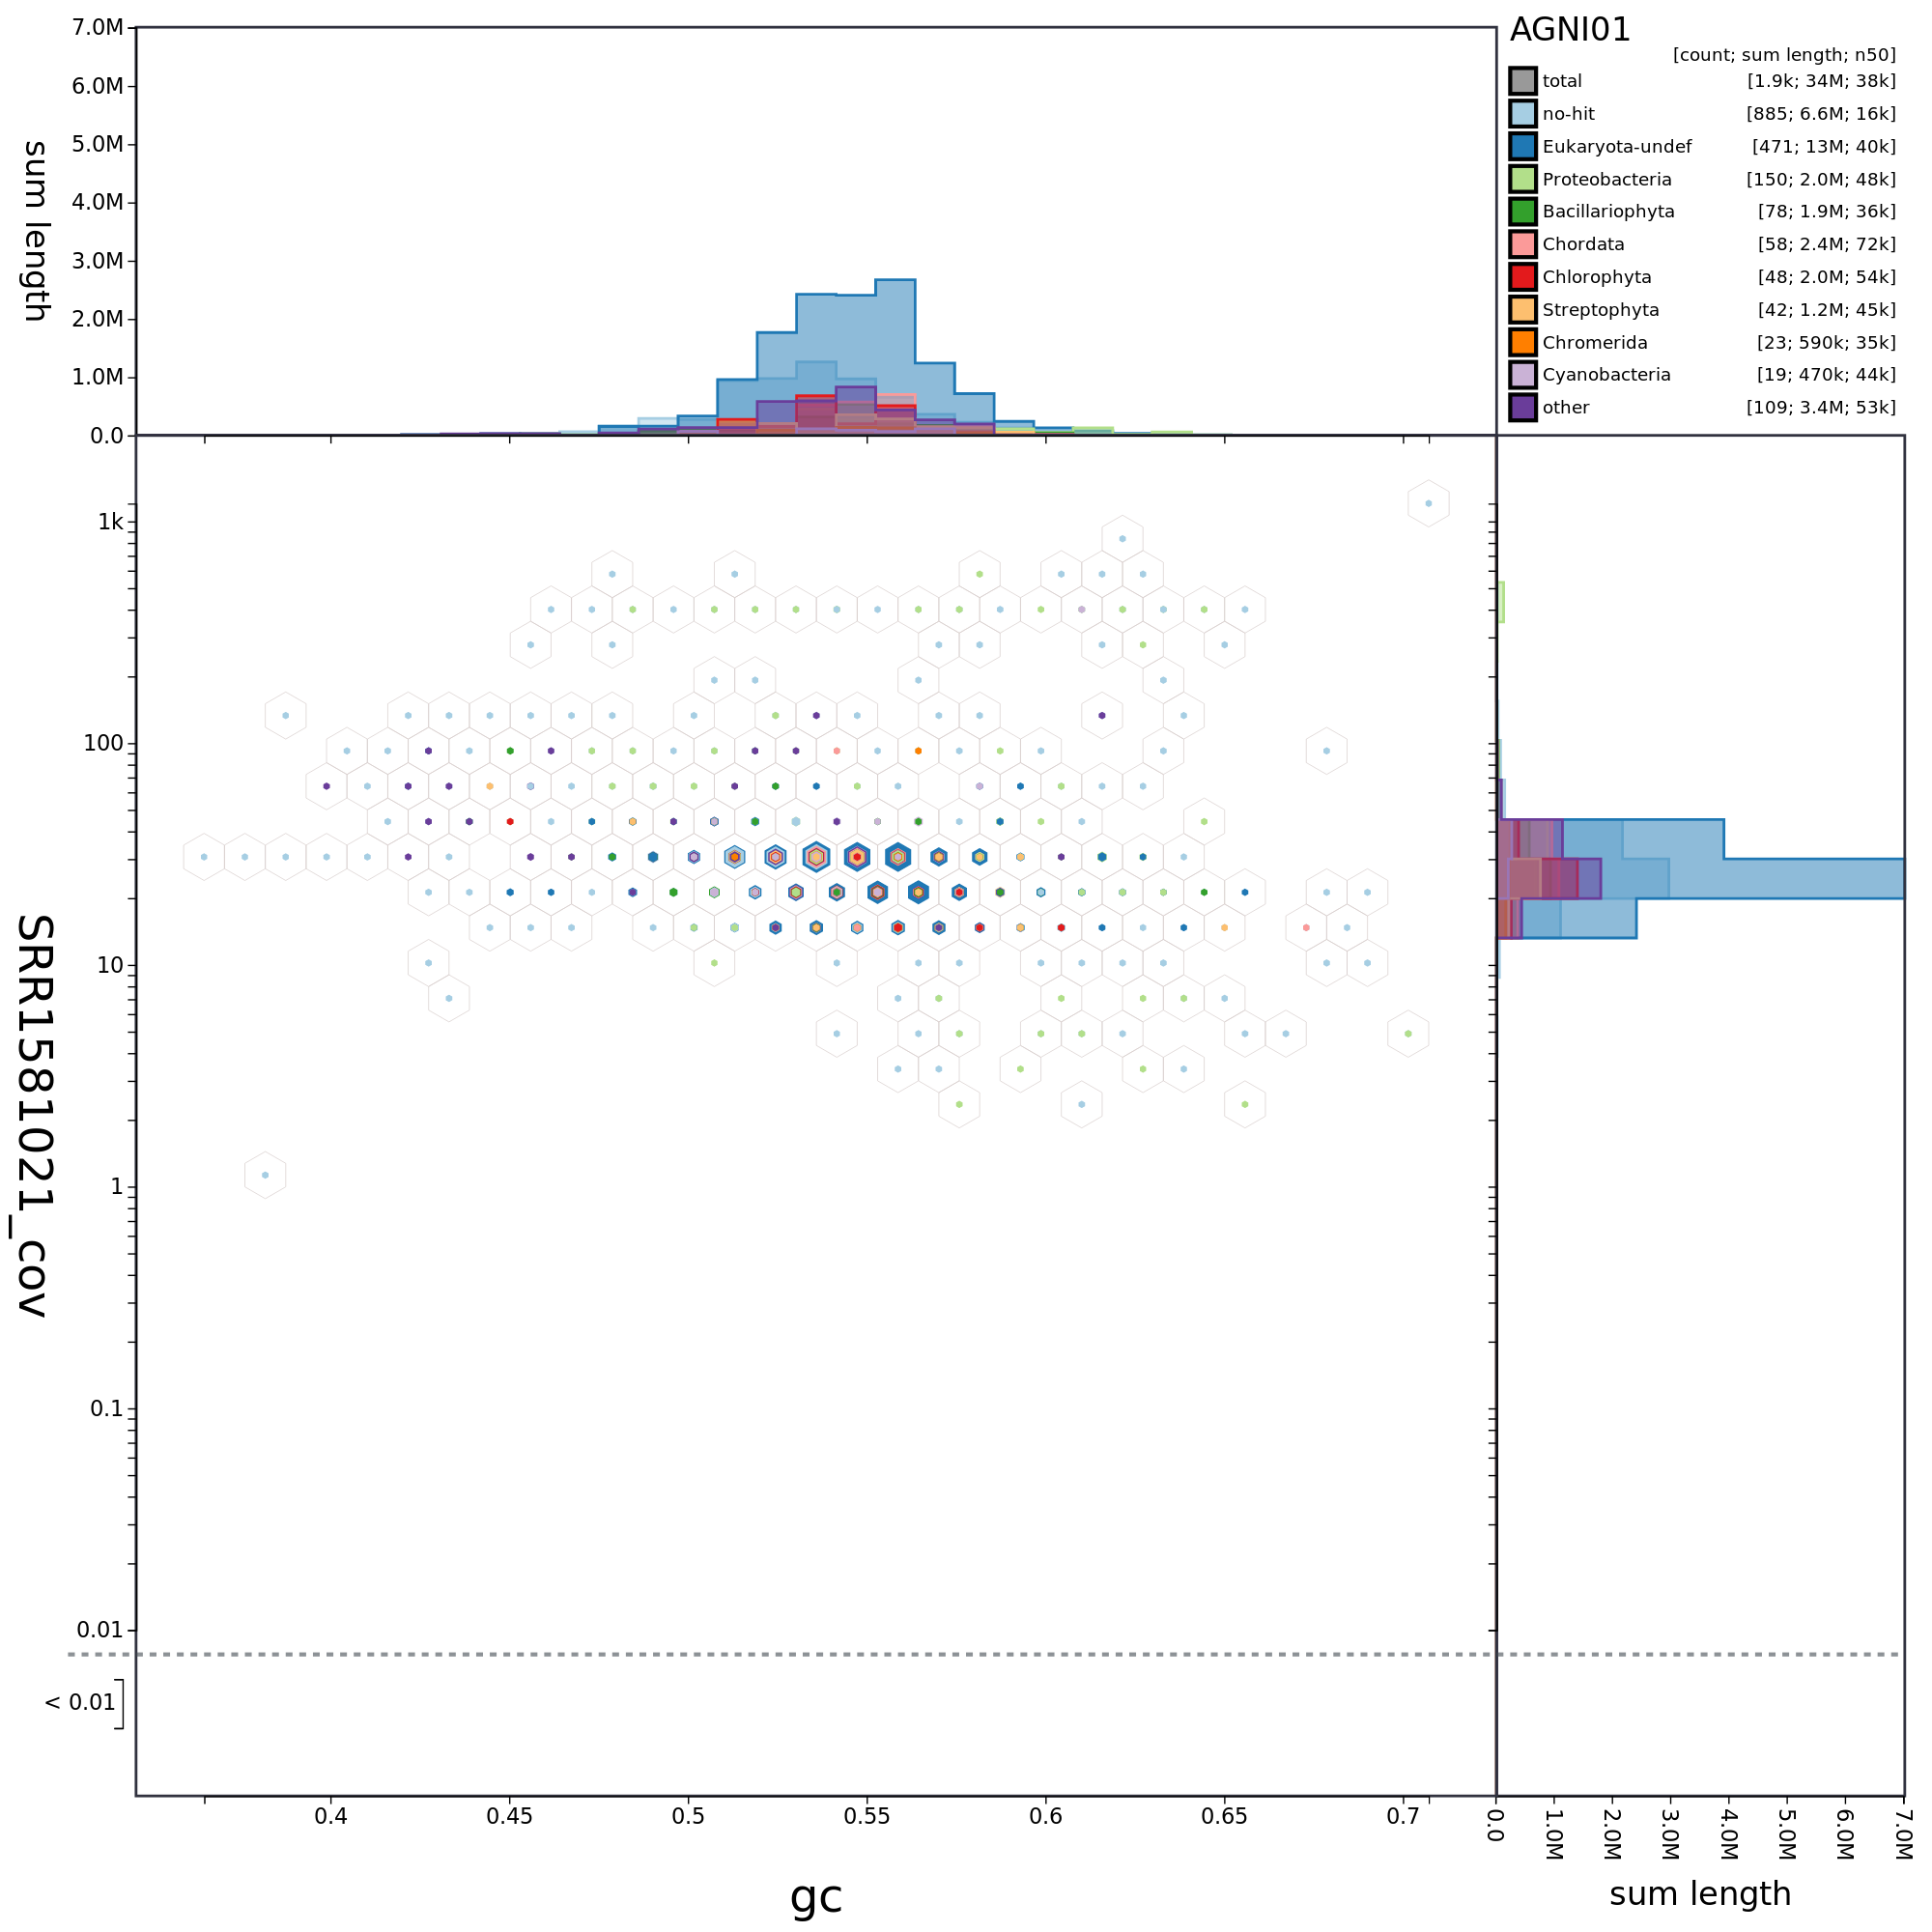 AGNI01
[count; sum length; n50]
total [1.9k; 34M; 38k]
no-hit [885; 6.6M; 16k]
Eukaryota-undef [471; 13M; 40k]
Proteobacteria [150; 2.0M; 48k]
Bacillariophyta [78; 1.9M; 36k]
Chordata [58; 2.4M; 72k]
Chlorophyta [48; 2.0M; 54k]
Streptophyta [42; 1.2M; 45k]
Chromerida [23; 590k; 35k]
Cyanobacteria [19; 470k; 44k]
other [109; 3.4M; 53k]
sum length
7.0M
6.0M
5.0M
4.0M
3.0M
2.0M
1.0M
0.0
SRR1581021_cov
1k
100
10
1
0.1
0.01
< 0.01
0.4 0.45 0.5 0.55 0.6 0.65 0.7
gc
0.0 1.0M 2.0M 3.0M 4.0M 5.0M 6.0M 7.0M
sum length